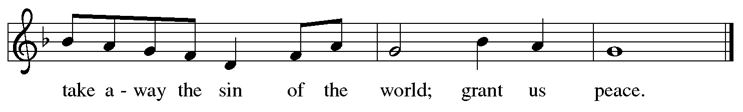 take a - way the sin of the world; grant us peace.